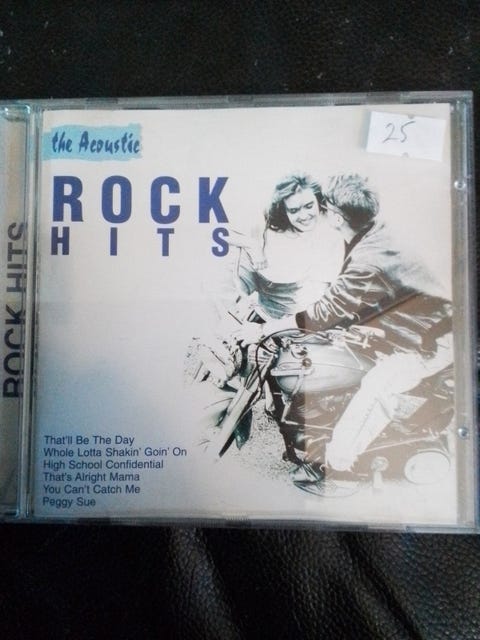 the Acoustic
25
ROCK
HITS
ROCK HITS
That'll Be The Day
Whole Lotta Shakin' Goin' On
High School Confidential
That's Alright Mama
You Can't Catch Me
Peggy Sue